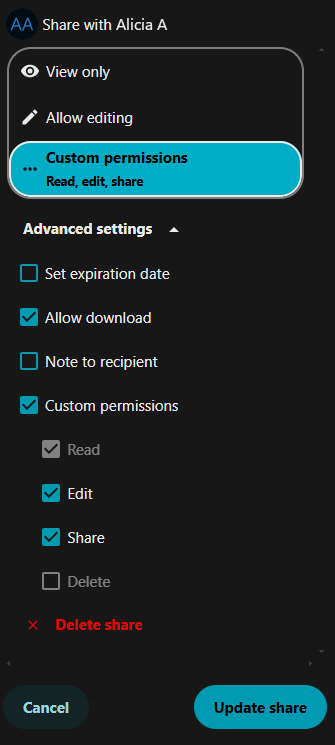 AA Share with Alicia A
View only
Allow editing
Custom permissions
Read, edit, share
Advanced settings
Set expiration date
Allow download
Note to recipient
Custom permissions
Read
Edit
Share
Delete
Delete share
Cancel Update share